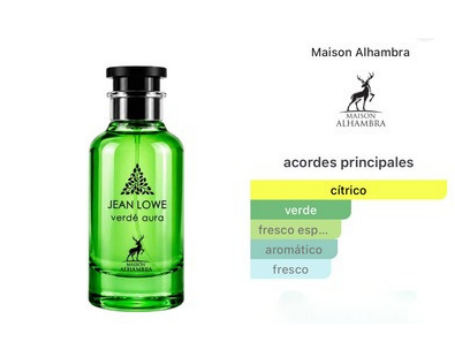 Maison Alhambra
MAISON
ALHAMBRA
acordes principales
cítrico
verde
fresco esp...
aromático
fresco
JEAN LOWE
verdé aura
MAISON
ALHAMBRA